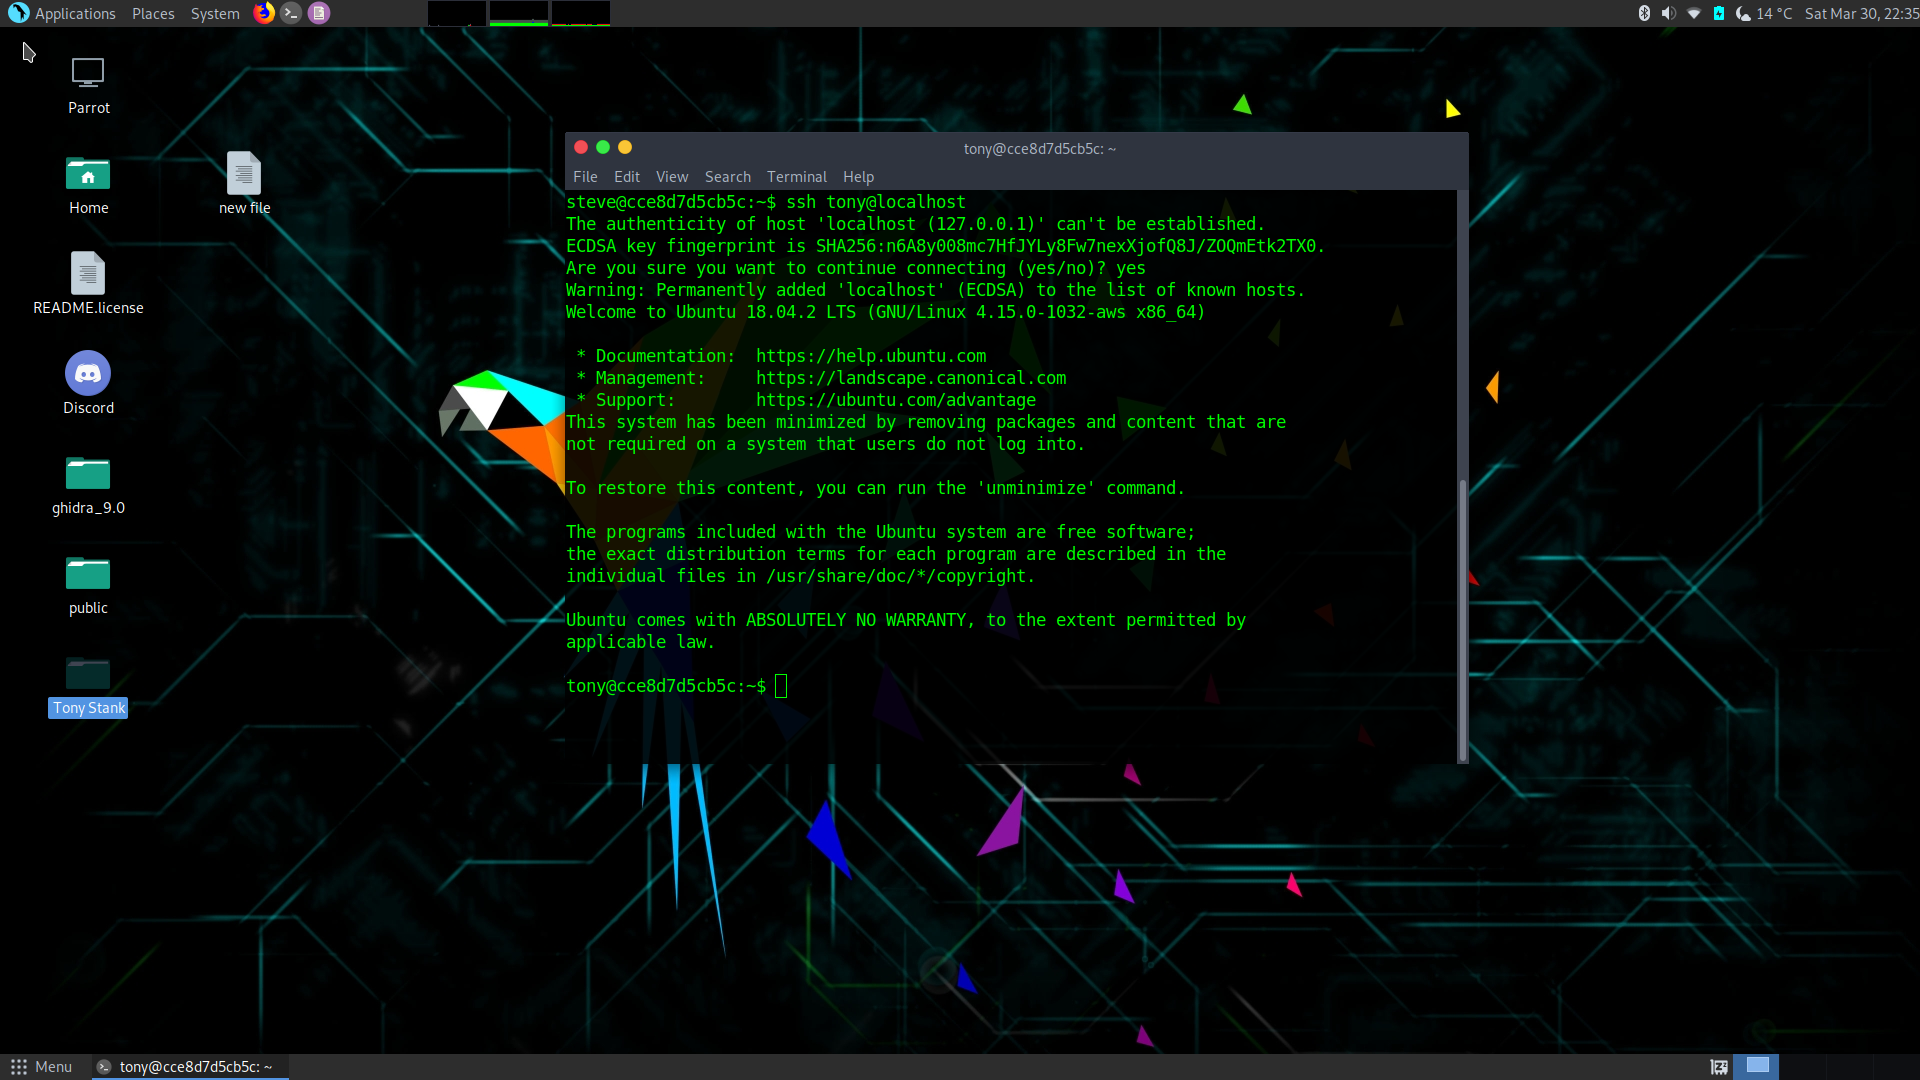 Applications Places System
14 °C Sat Mar 30, 22:35
Parrot
Home
new file
README.license
Discord
ghidra_9.0
public
Tony Stank
tony@cce8d7d5cb5c: ~
File Edit View Search Terminal Help
steve@cce8d7d5cb5c:~$ ssh tony@localhost
The authenticity of host 'localhost (127.0.0.1)' can't be established.
ECDSA key fingerprint is SHA256:n6A8y008mc7HfJYLy8Fw7nexXjofQ8J/ZOQmEtk2TX0.
Are you sure you want to continue connecting (yes/no)? yes
Warning: Permanently added 'localhost' (ECDSA) to the list of known hosts.
Welcome to Ubuntu 18.04.2 LTS (GNU/Linux 4.15.0-1032-aws x86_64)
* Documentation:  https://help.ubuntu.com
* Management:     https://landscape.canonical.com
* Support:        https://ubuntu.com/advantage
This system has been minimized by removing packages and content that are
not required on a system that users do not log into.
To restore this content, you can run the 'unminimize' command.
The programs included with the Ubuntu system are free software;
the exact distribution terms for each program are described in the
individual files in /usr/share/doc/*/copyright.
Ubuntu comes with ABSOLUTELY NO WARRANTY, to the extent permitted by
applicable law.
tony@cce8d7d5cb5c:~$
Menu tony@cce8d7d5cb5c: ~